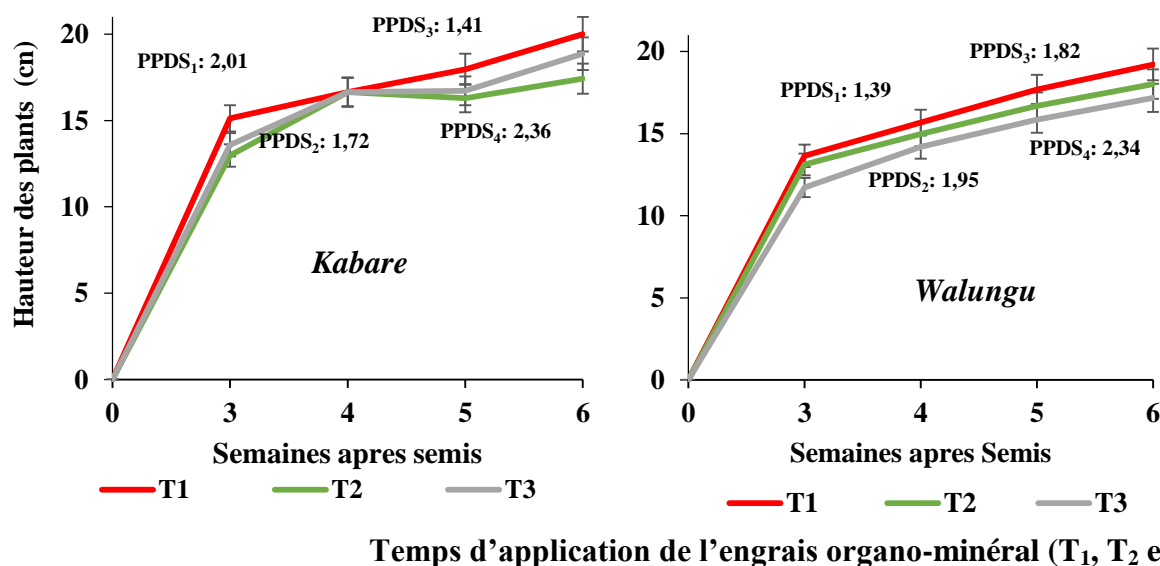 Hauteur des plants (cn)
20
15
10
5
0
PPDS₁: 2,01
PPDS₃: 1,41
PPDS₂: 1,72
PPDS₄: 2,36
Kabare
0 3 4 5 6
Semaines apres semis
T1 T2 T3
20
15
10
5
0
PPDS₁: 1,39
PPDS₃: 1,82
PPDS₂: 1,95
PPDS₄: 2,34
Walungu
0 3 4 5 6
Semaines apres Semis
T1 T2 T3
Temps d’application de l’engrais organo-minéral (T₁, T₂ e